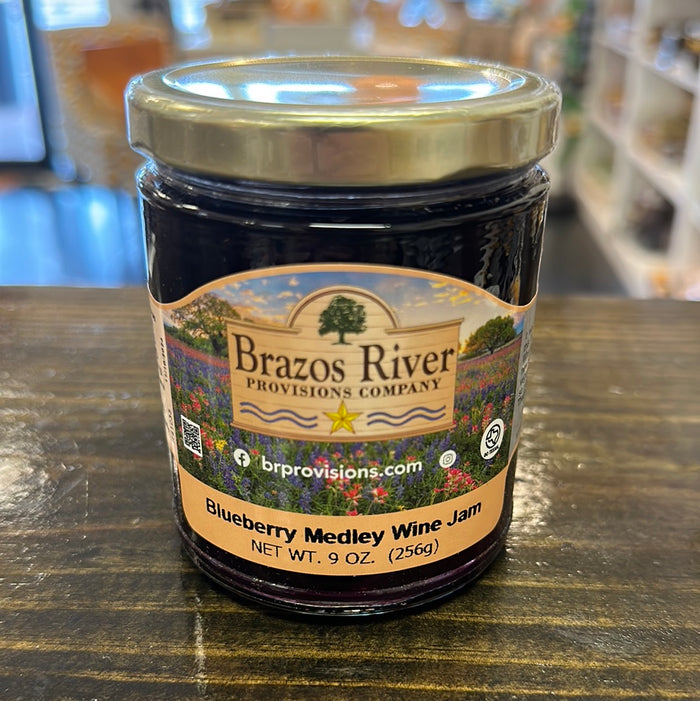 Brazos River
PROVISIONS COMPANY
brprovisions.com
Blueberry Medley Wine Jam
NET WT. 9 OZ. (256g)